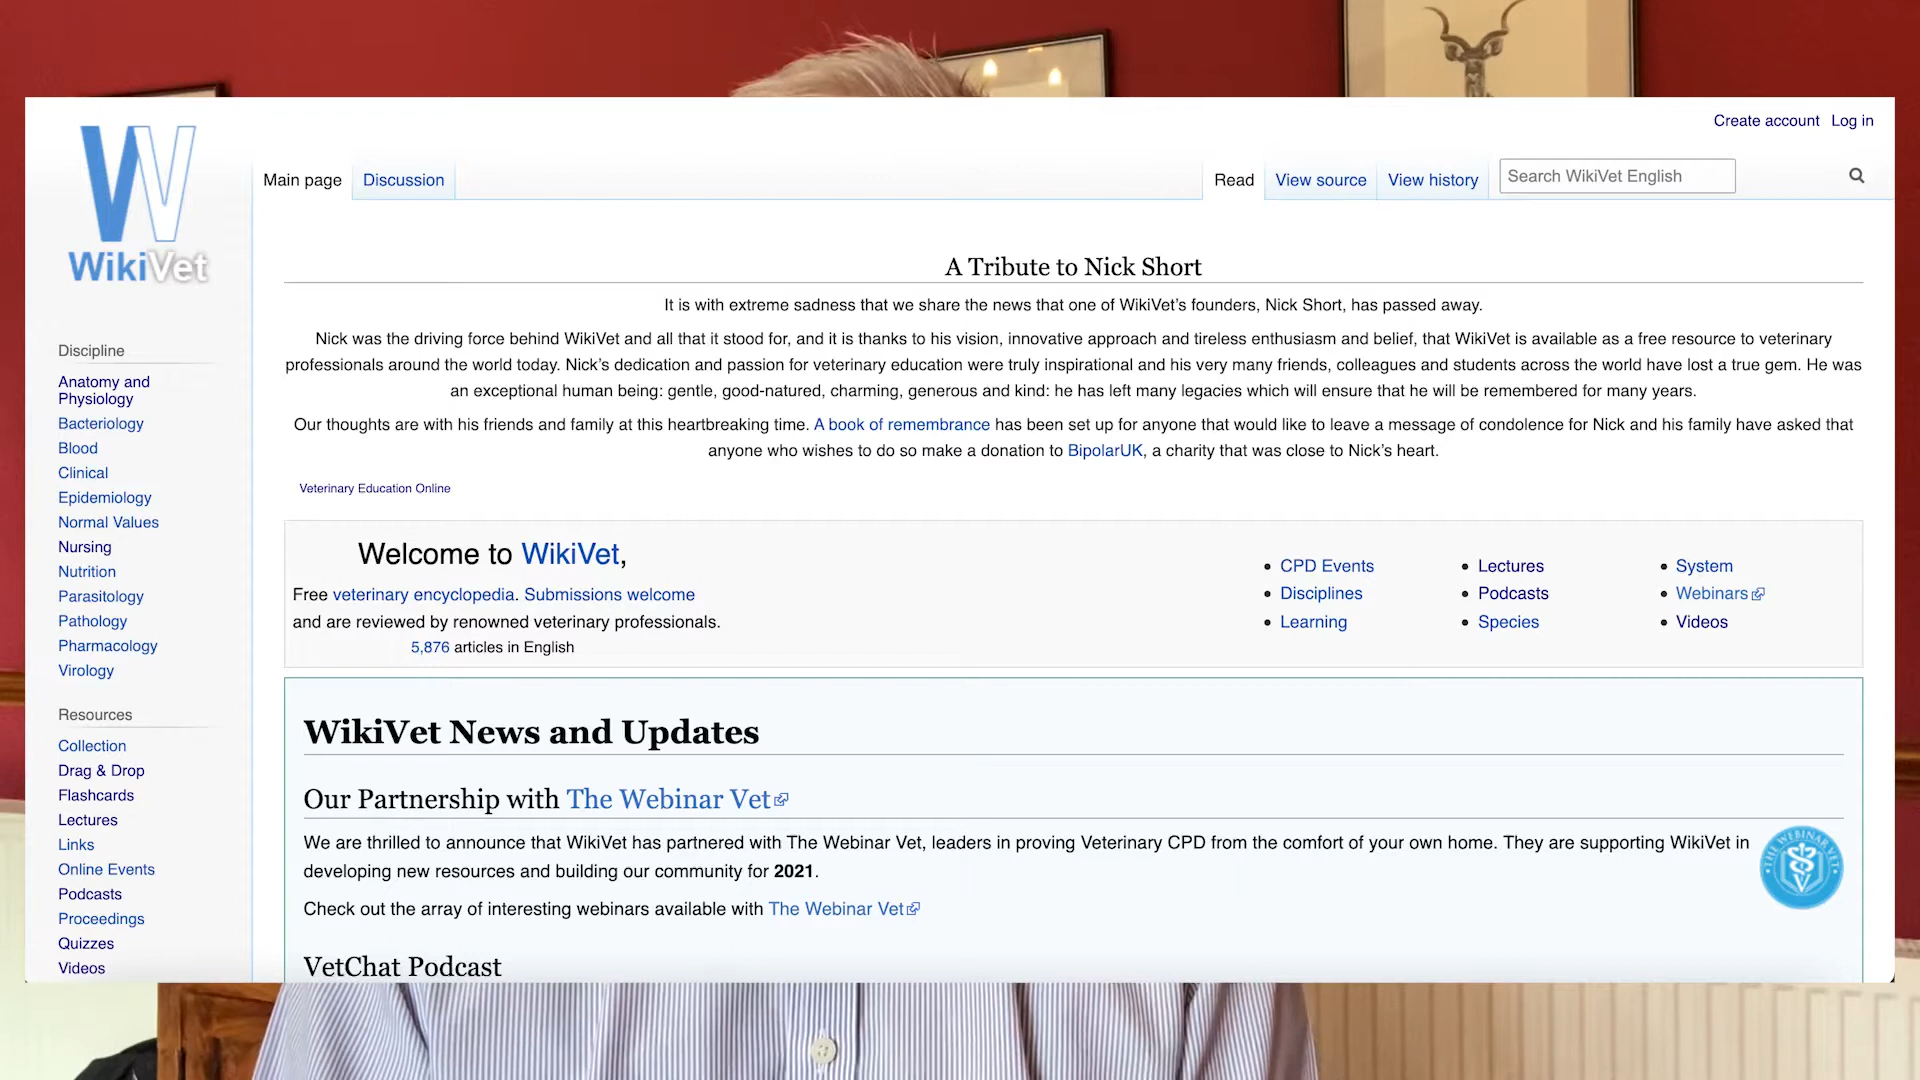 Create account Log in
Main page Discussion Read View source View history Search WikiVet English
W
WikiVet
Discipline
Anatomy and
Physiology
Bacteriology
Blood
Clinical
Epidemiology
Normal Values
Nursing
Nutrition
Parasitology
Pathology
Pharmacology
Virology
Resources
Collection
Drag & Drop
Flashcards
Lectures
Links
Online Events
Podcasts
Proceedings
Quizzes
Videos
A Tribute to Nick Short
It is with extreme sadness that we share the news that one of WikiVet's founders, Nick Short, has passed away.
Nick was the driving force behind WikiVet and all that it stood for, and it is thanks to his vision, innovative approach and tireless enthusiasm and belief, that WikiVet is available as a free resource to veterinary
professionals around the world today. Nick's dedication and passion for veterinary education were truly inspirational and his very many friends, colleagues and students across the world have lost a true gem. He was
an exceptional human being: gentle, good-natured, charming, generous and kind: he has left many legacies which will ensure that he will be remembered for many years.
Our thoughts are with his friends and family at this heartbreaking time. A book of remembrance has been set up for anyone that would like to leave a message of condolence for Nick and his family have asked that
anyone who wishes to do so make a donation to BipolarUK, a charity that was close to Nick's heart.
Veterinary Education Online
Welcome to WikiVet,
Free veterinary encyclopedia. Submissions welcome
and are reviewed by renowned veterinary professionals.
5,876 articles in English
• CPD Events
• Disciplines
• Learning
• Lectures
• Podcasts
• Species
• System
• Webinars
• Videos
WikiVet News and Updates
Our Partnership with The Webinar Vet
We are thrilled to announce that WikiVet has partnered with The Webinar Vet, leaders in proving Veterinary CPD from the comfort of your own home. They are supporting WikiVet in
developing new resources and building our community for 2021.
THE WEBINAR VET
Check out the array of interesting webinars available with The Webinar Vet
VetChat Podcast